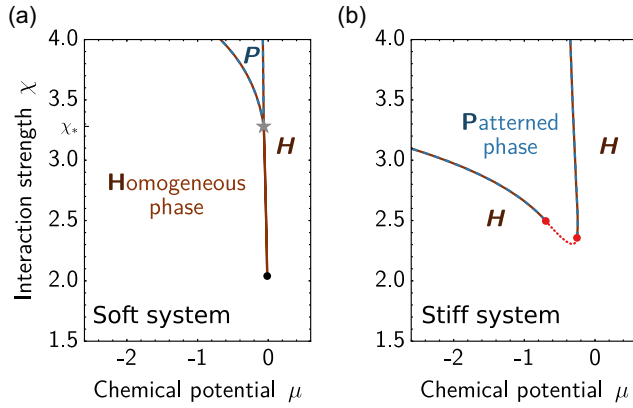 (a)
(b)
Interaction strength χ
4.0
3.5
χ*
3.0
2.5
2.0
1.5
P
H
Homogeneous
phase
Soft system
-2
-1
0
Chemical potential μ
4.0
3.5
3.0
2.5
2.0
1.5
Patterned
phase
H
H
Stiff system
-2
-1
0
Chemical potential μ